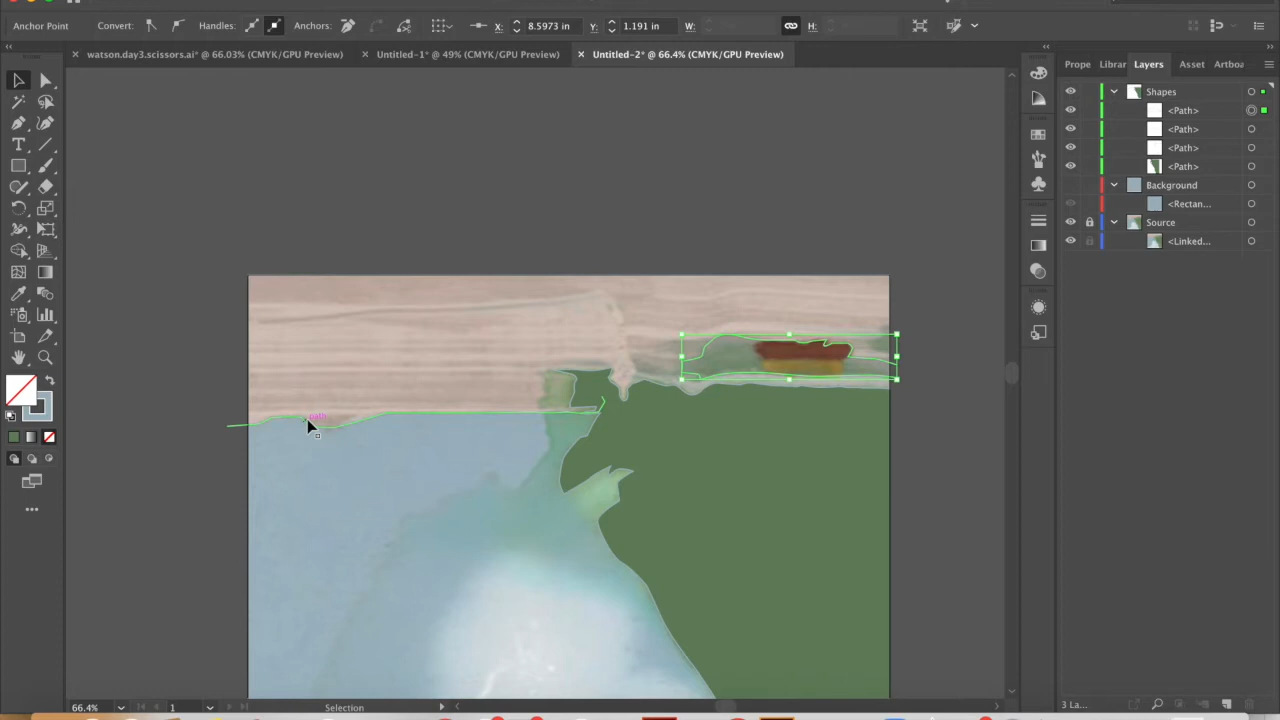 Anchor Point
Convert:
Handles:
Anchors:
X:
8.5973 in
Y:
1.191 in
W:
H:
watson.day3.scissors.ai* @ 66.03% (CMYK/GPU Preview)
Untitled-1* @ 49% (CMYK/GPU Preview)
Untitled-2* @ 66.4% (CMYK/GPU Preview)
Prope
Librar
Layers
Asset
Artboa
Shapes
<Path>
<Path>
<Path>
<Path>
Background
<Rectan...
Source
<Linked...
path
66.4%
1
Selection
3 La...